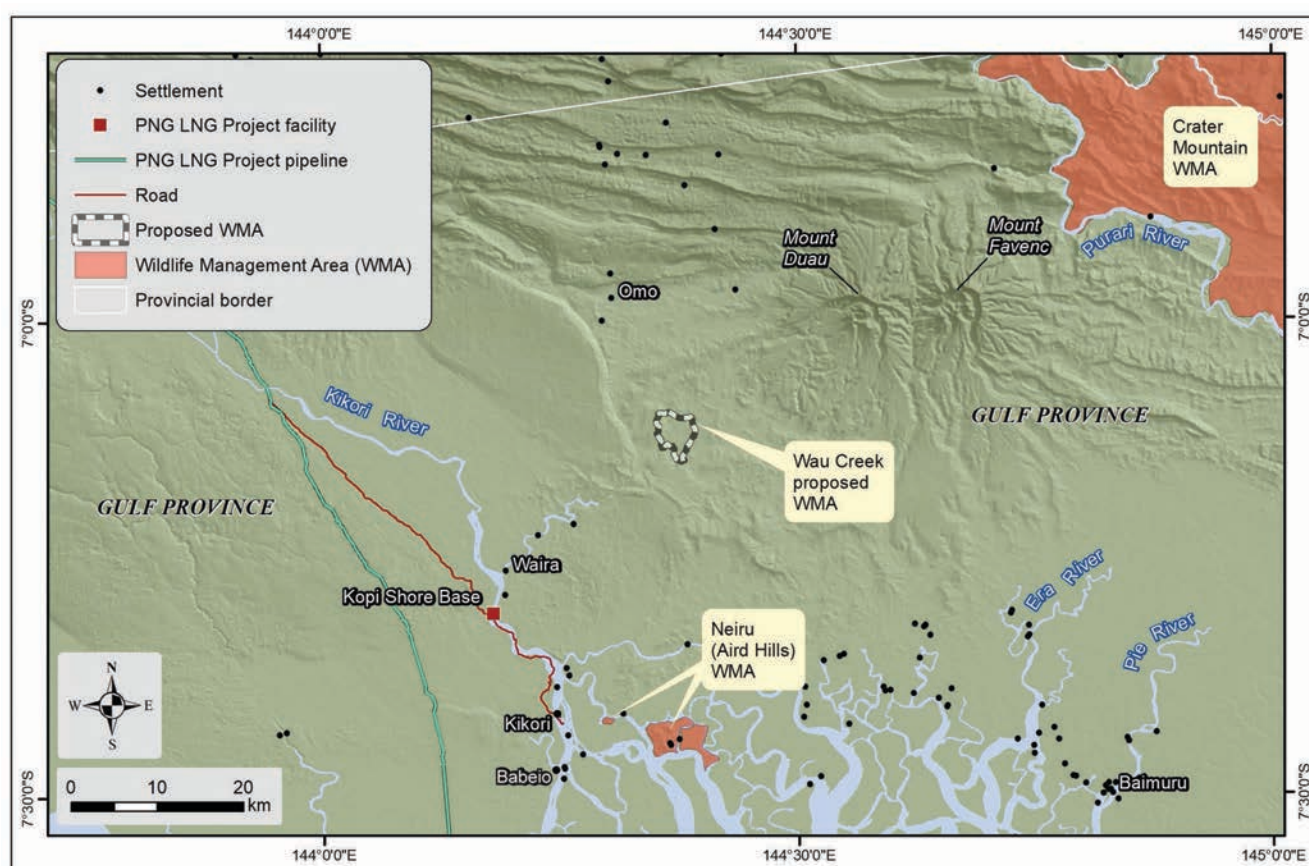 144°0'0"E
144°30'0"E
145°0'0"E
Settlement
PNG LNG Project facility
PNG LNG Project pipeline
Road
Proposed WMA
Wildlife Management Area (WMA)
Provincial border
Crater
Mountain
WMA
Mount
Duau
Mount
Favenc
Purari River
Omo
7°0'0"S
7°0'0"S
Kikori River
GULF PROVINCE
Wau Creek
proposed
WMA
GULF PROVINCE
Waira
Kopi Shore Base
Era River
Pie River
Neiru
(Aird Hills)
WMA
N
W
E
S
Kikori
Babeio
Baimuru
0
10
20
km
7°30'0"S
7°30'0"S
144°0'0"E
144°30'0"E
145°0'0"E